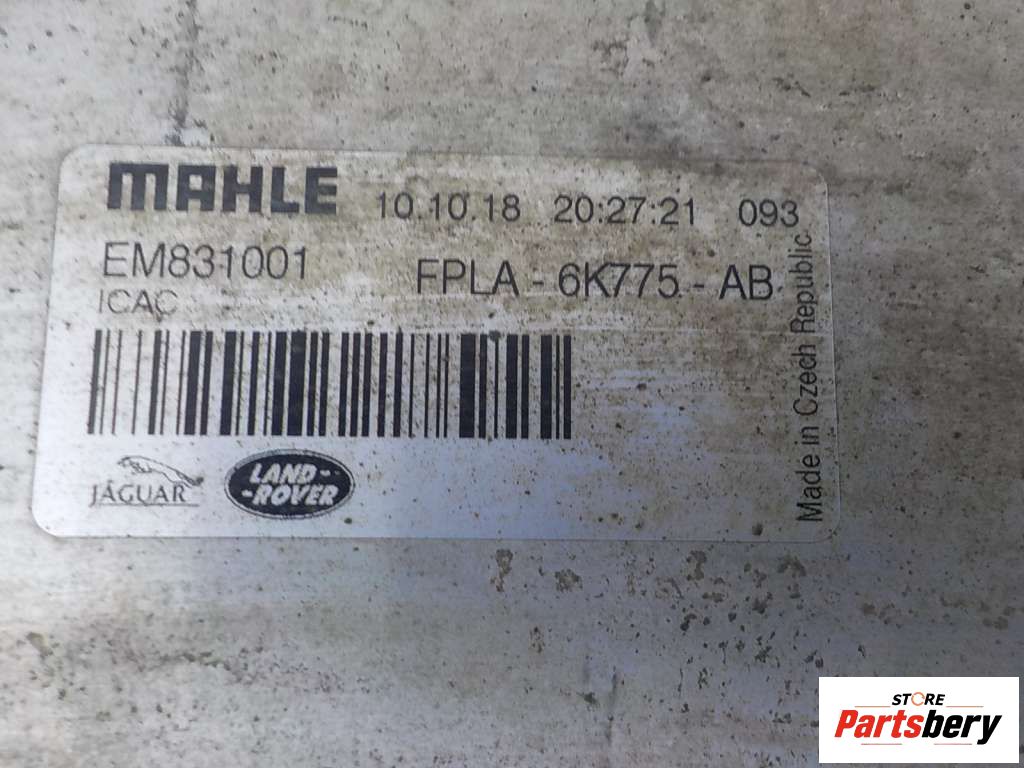 MAHLE 10.10.18 20:27:21 093
EM831001 FPLA - 6K775 - AB
ICAC
Made in Czech Republic
JAGUAR LAND-ROVER
STORE
Partsbery